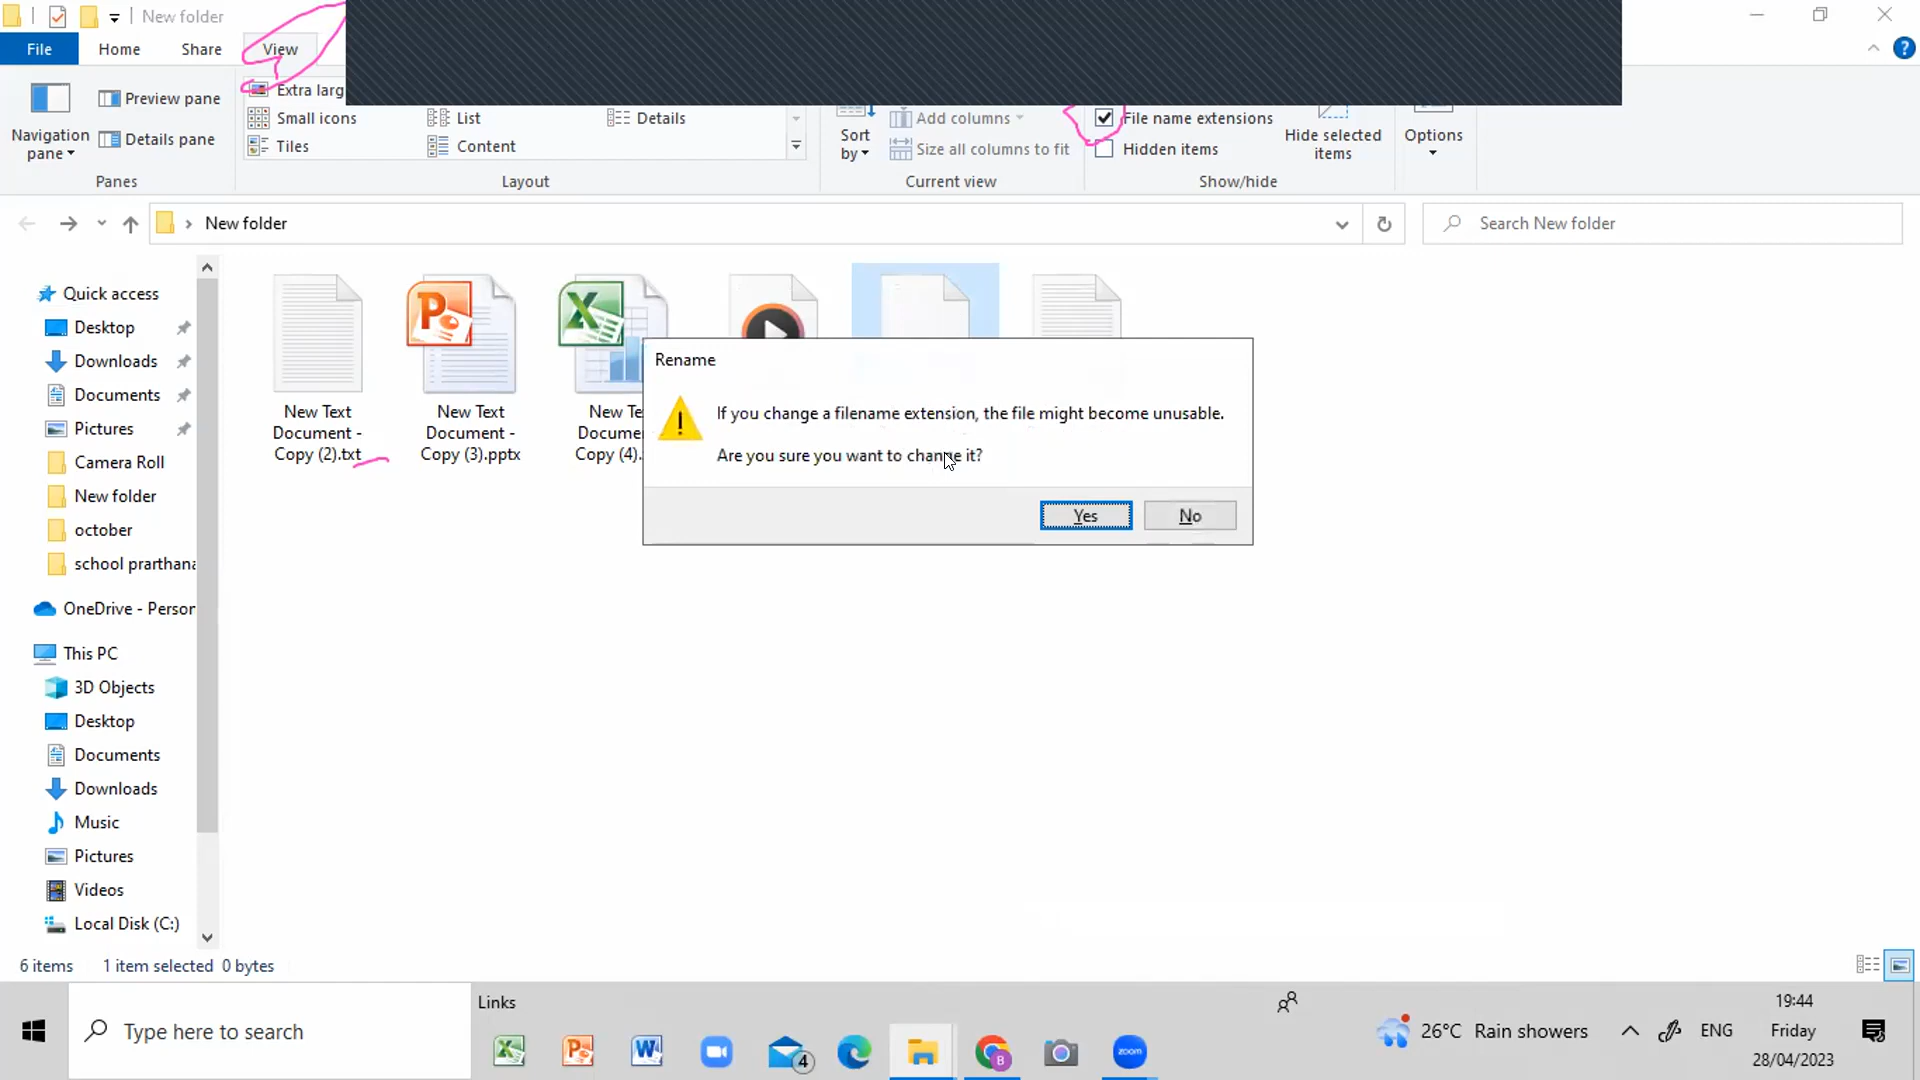 New folder
File
Home
Share
View
Navigation pane
Preview pane
Details pane
Extra larg
Small icons
List
Details
Tiles
Content
Sort by
Add columns
Size all columns to fit
File name extensions
Hidden items
Hide selected items
Options
Panes
Layout
Current view
Show/hide
New folder
Search New folder
Quick access
Desktop
Downloads
Documents
Pictures
Camera Roll
New folder
october
school prarthana
OneDrive - Person
This PC
3D Objects
Desktop
Documents
Downloads
Music
Pictures
Videos
Local Disk (C:)
New Text
Document -
Copy (2).txt
New Text
Document -
Copy (3).pptx
New Te
Docume
Copy (4).
Rename
If you change a filename extension, the file might become unusable.
Are you sure you want to change it?
Yes
No
6 items
1 item selected 0 bytes
Type here to search
Links
4
B
zoom
26°C Rain showers
ENG
19:44
Friday
28/04/2023